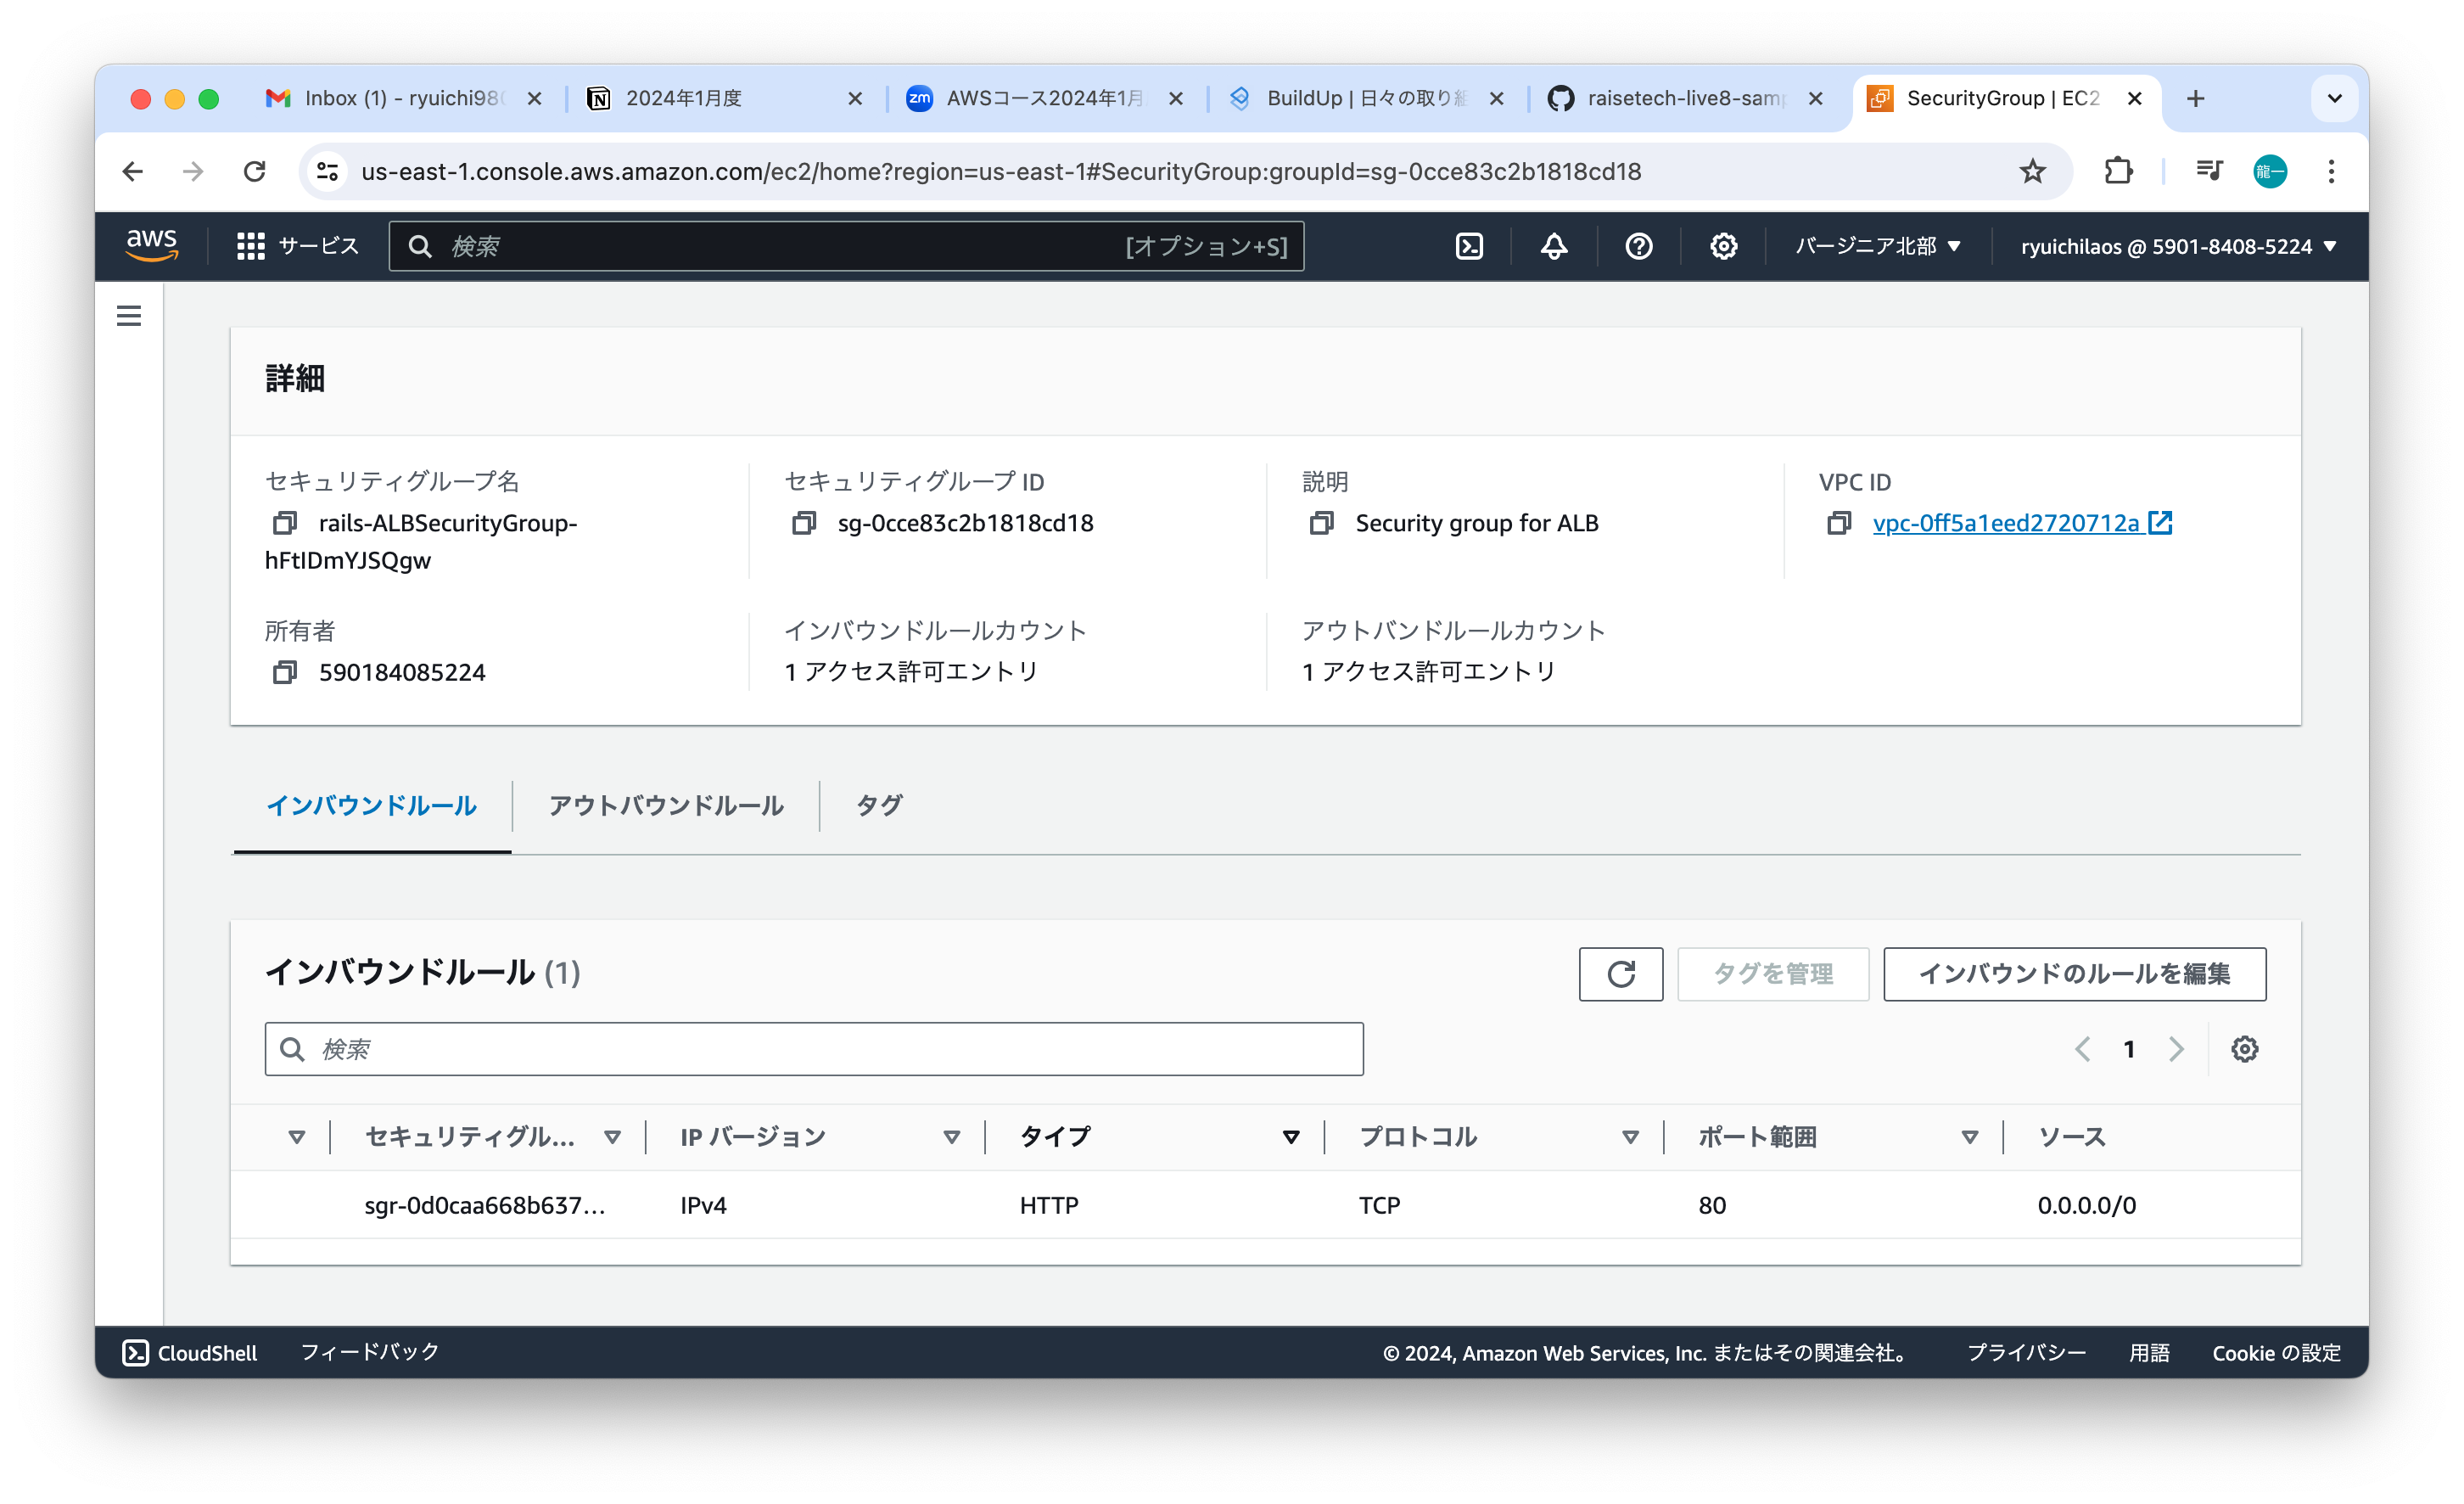 Inbox (1) - ryuichi980
2024年1月度
zm AWSコース2024年1月
BuildUp | 日々の取り組
raisetech-live8-samp
SecurityGroup | EC2
us-east-1.console.aws.amazon.com/ec2/home?region=us-east-1#SecurityGroup:groupId=sg-0cce83c2b1818cd18
龍一
aws
サービス
検索
[オプション+S]
バージニア北部
ryuichilaos @ 5901-8408-5224
詳細
セキュリティグループ名
rails-ALBSecurityGroup-
hFtIDmYJSQgw
セキュリティグループ ID
sg-0cce83c2b1818cd18
説明
Security group for ALB
VPC ID
vpc-0ff5a1eed2720712a
所有者
590184085224
インバウンドルールカウント
1 アクセス許可エントリ
アウトバンドルールカウント
1 アクセス許可エントリ
インバウンドルール
アウトバウンドルール
タグ
インバウンドルール (1)
タグを管理
インバウンドのルールを編集
検索
1
セキュリティグル...
IP バージョン
タイプ
プロトコル
ポート範囲
ソース
sgr-0d0caa668b637...
IPv4
HTTP
TCP
80
0.0.0.0/0
CloudShell
フィードバック
© 2024, Amazon Web Services, Inc. またはその関連会社。
プライバシー
用語
Cookie の設定